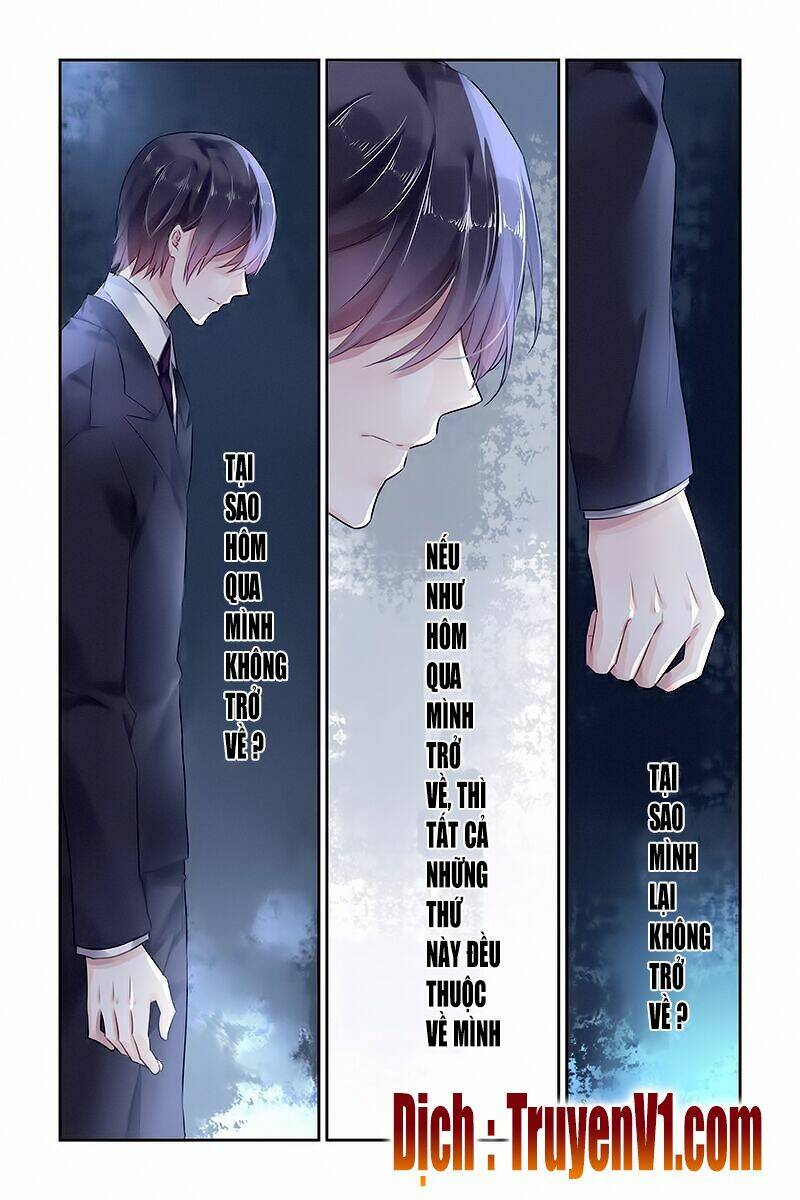 TẠI
SAO
HÔM
QUA
MÌNH
KHÔNG
TRỞ
VỀ ?
NẾU
NHƯ
HÔM
QUA
MÌNH
TRỞ
VỀ, THÌ
TẤT CẢ
NHỮNG
THỨ
NÀY ĐỀU
THUỘC
VỀ MÌNH
TẠI
SAO
MÌNH
LẠI
KHÔNG
TRỞ
VỀ ?
Dịch : TruyenV1.com